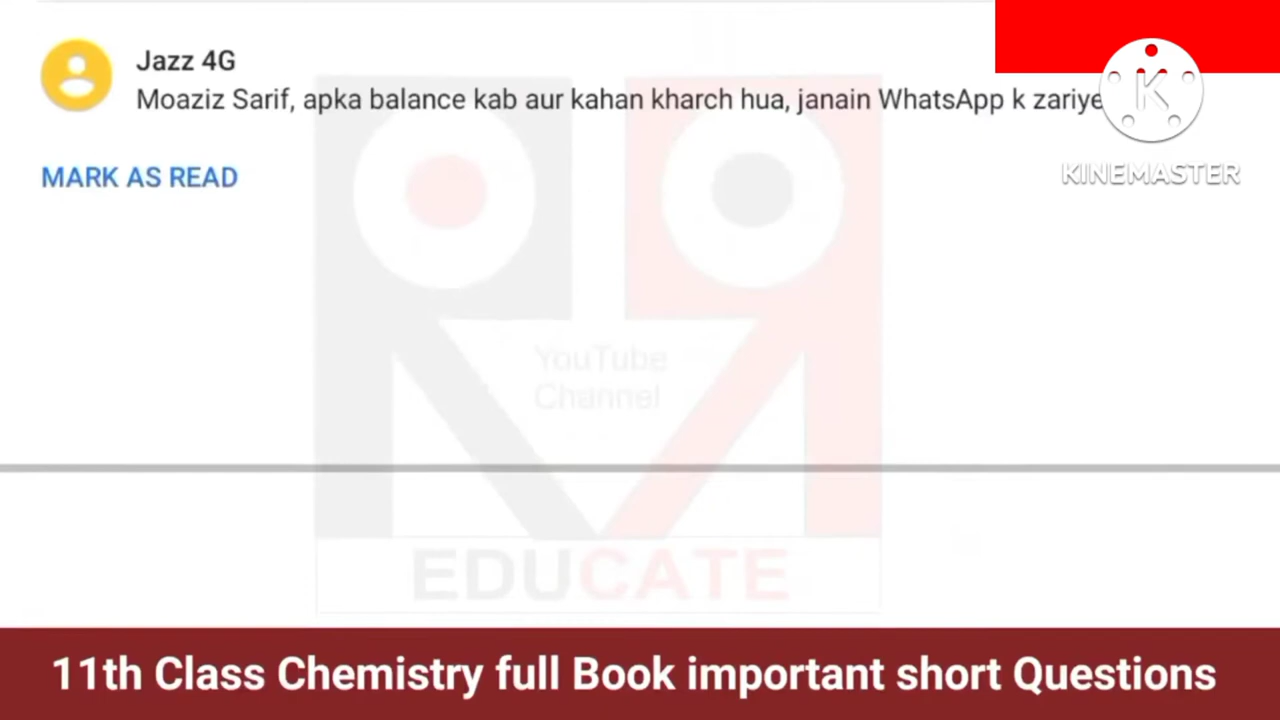 Jazz 4G
Moaziz Sarif, apka balance kab aur kahan kharch hua, janain WhatsApp k zariye
MARK AS READ
K
KINEMASTER
YouTube
Channel
EDUCATE
11th Class Chemistry full Book important short Questions